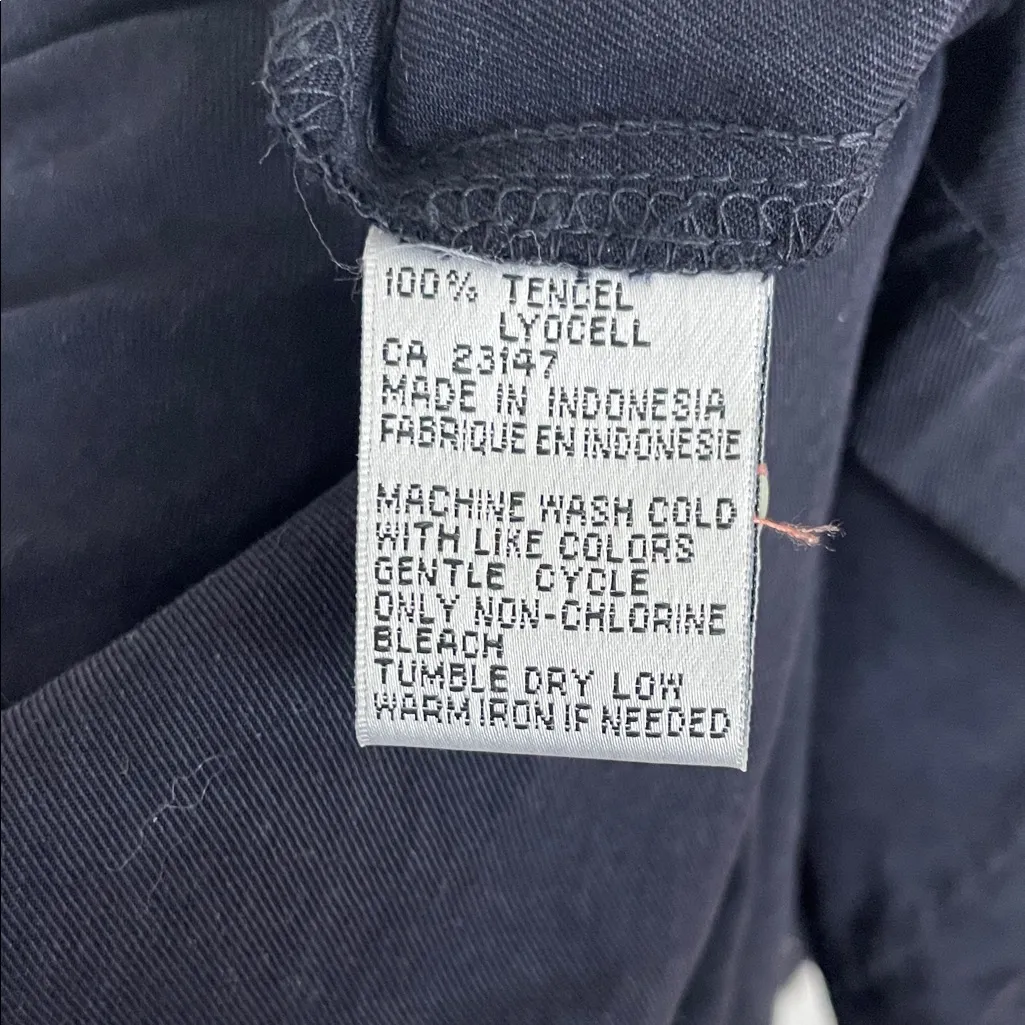 100% TENCEL
LYOCELL
CA 23147
MADE IN INDONESIA
FABRIQUE EN INDONESIE
MACHINE WASH COLD
WITH LIKE COLORS
GENTLE CYCLE
ONLY NON-CHLORINE
BLEACH
TUMBLE DRY LOW
WARM IRON IF NEEDED